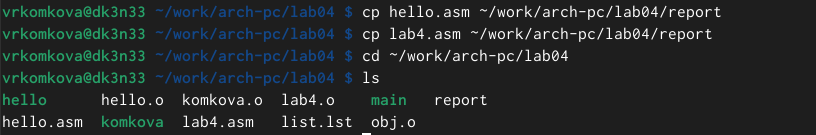 vrkomkova@dk3n33 ~/work/arch-pc/lab04 $ cp hello.asm ~/work/arch-pc/lab04/report
vrkomkova@dk3n33 ~/work/arch-pc/lab04 $ cp lab4.asm ~/work/arch-pc/lab04/report
vrkomkova@dk3n33 ~/work/arch-pc/lab04 $ cd ~/work/arch-pc/lab04
vrkomkova@dk3n33 ~/work/arch-pc/lab04 $ ls
hello hello.o komkova.o lab4.o main report
hello.asm komkova lab4.asm list.lst obj.o